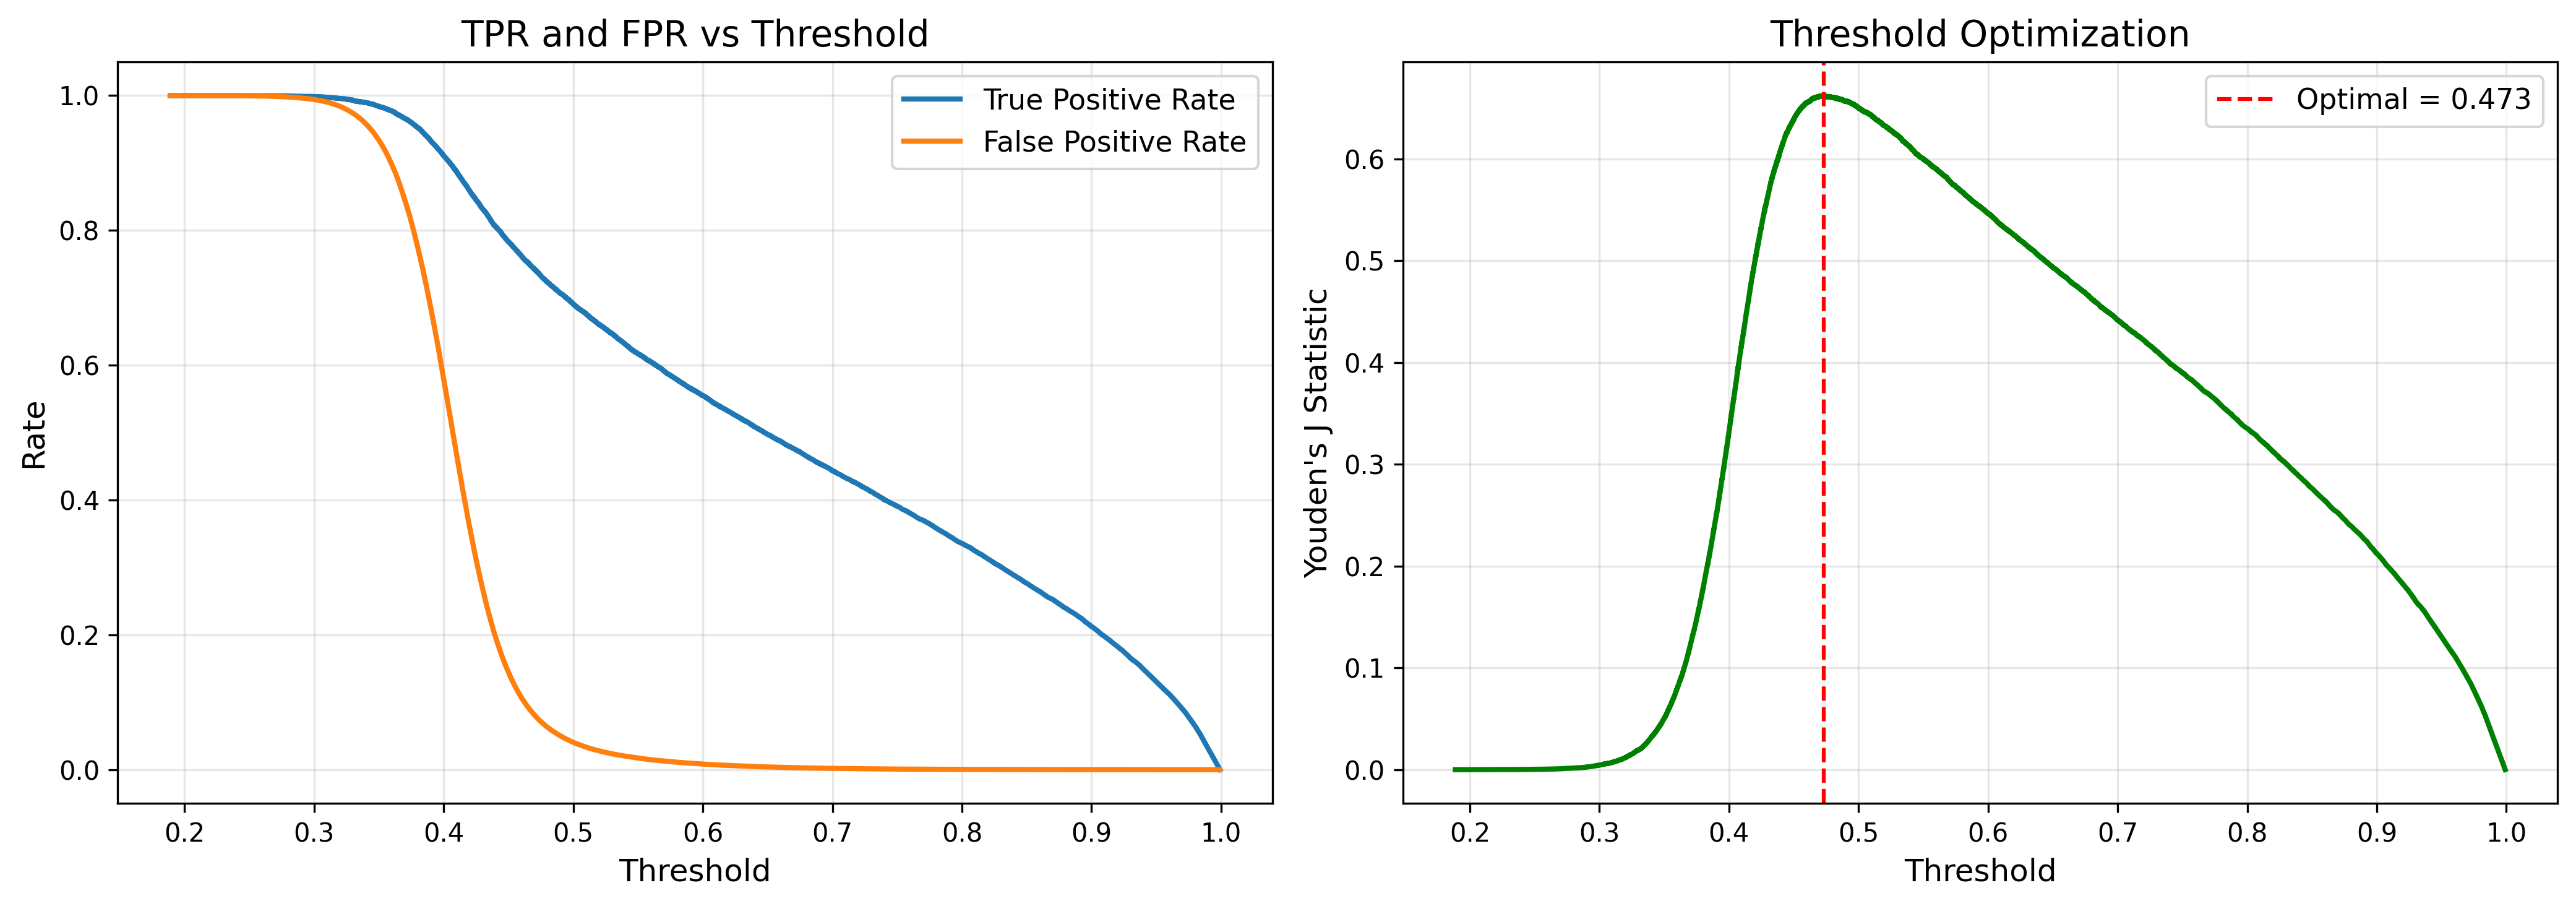 TPR and FPR vs Threshold
True Positive Rate
False Positive Rate
Rate
1.0
0.8
0.6
0.4
0.2
0.0
0.2 0.3 0.4 0.5 0.6 0.7 0.8 0.9 1.0
Threshold
Threshold Optimization
Optimal = 0.473
Youden's J Statistic
0.6
0.5
0.4
0.3
0.2
0.1
0.0
0.2 0.3 0.4 0.5 0.6 0.7 0.8 0.9 1.0
Threshold